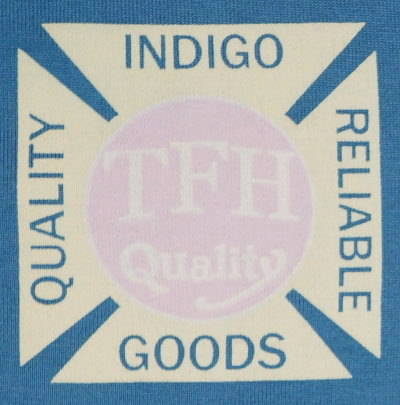 INDIGO
QUALITY
RELIABLE
TFH
Quality
GOODS